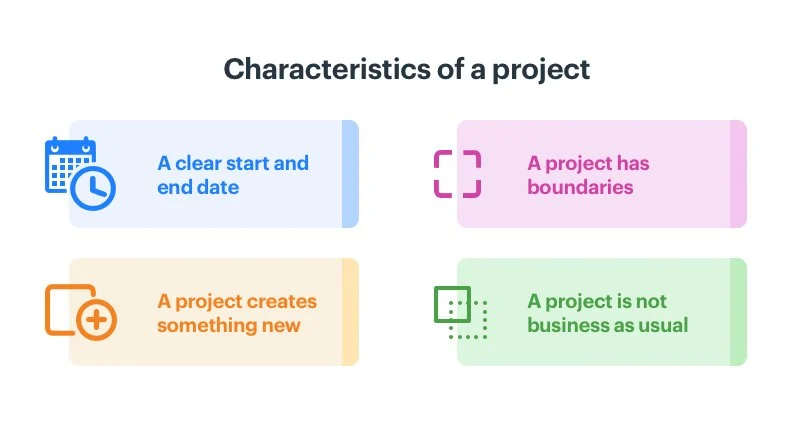 Characteristics of a project
A clear start and
end date
A project has
boundaries
A project creates
something new
A project is not
business as usual